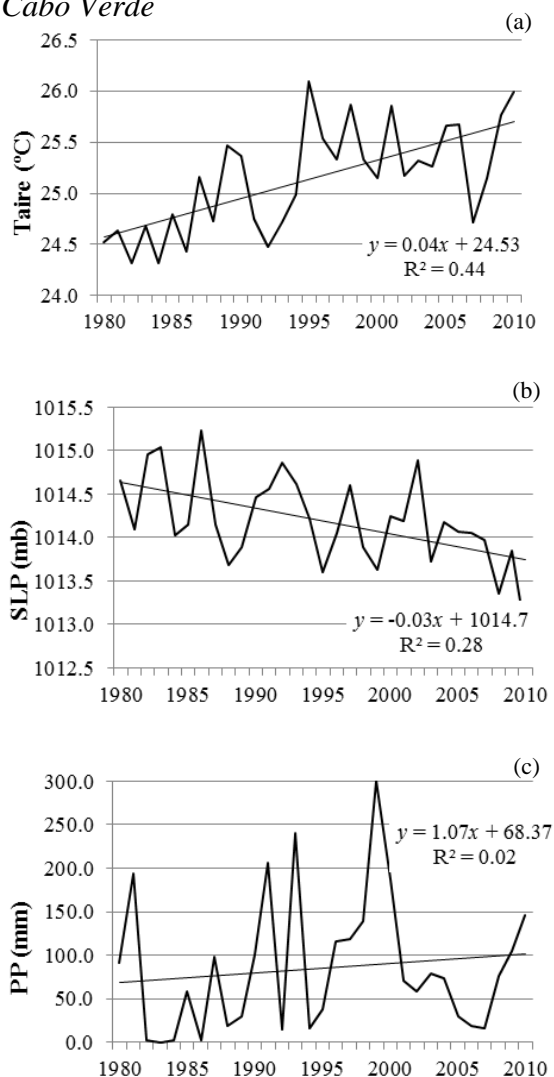 Cabo Verde
(a)
26.5
26.0
25.5
25.0
24.5
24.0
Taire (ºC)
y = 0.04x + 24.53
R² = 0.44
1980 1985 1990 1995 2000 2005 2010
(b)
1015.5
1015.0
1014.5
1014.0
1013.5
1013.0
1012.5
SLP (mb)
y = -0.03x + 1014.7
R² = 0.28
1980 1985 1990 1995 2000 2005 2010
(c)
300.0
250.0
200.0
150.0
100.0
50.0
0.0
PP (mm)
y = 1.07x + 68.37
R² = 0.02
1980 1985 1990 1995 2000 2005 2010